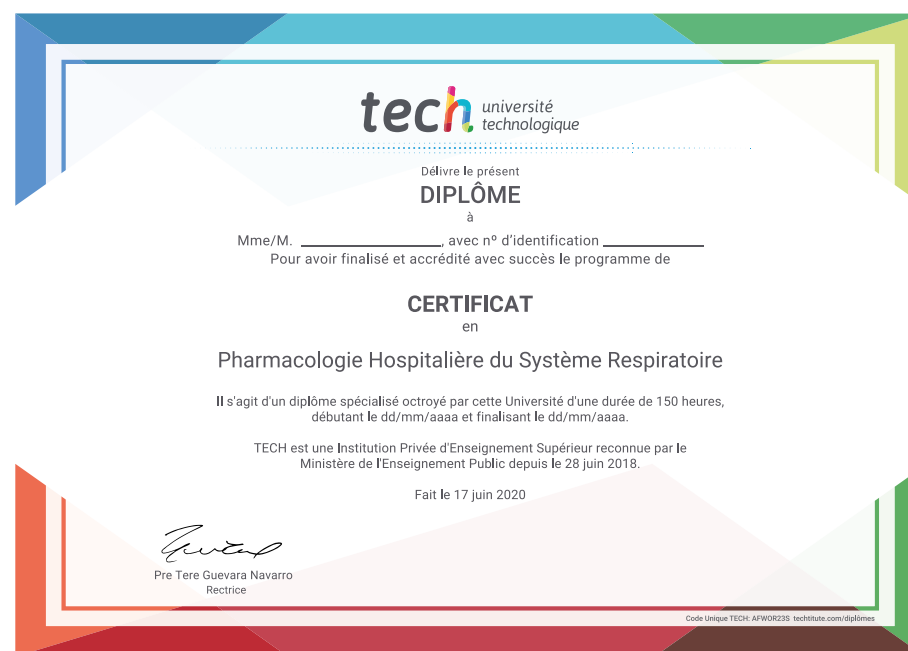 tech université
technologique
Délivre le présent
DIPLÔME
à
Mme/M. ____________________, avec nº d'identification ______________
Pour avoir finalisé et accrédité avec succès le programme de
CERTIFICAT
en
Pharmacologie Hospitalière du Système Respiratoire
Il s'agit d'un diplôme spécialisé octroyé par cette Université d'une durée de 150 heures,
débutant le dd/mm/aaaa et finalisant le dd/mm/aaaa.
TECH est une Institution Privée d'Enseignement Supérieur reconnue par le
Ministère de l'Enseignement Public depuis le 28 juin 2018.
Fait le 17 juin 2020
Pre Tere Guevara Navarro
Rectrice
Code Unique TECH: AFWOR23S techtitute.com/diplômes